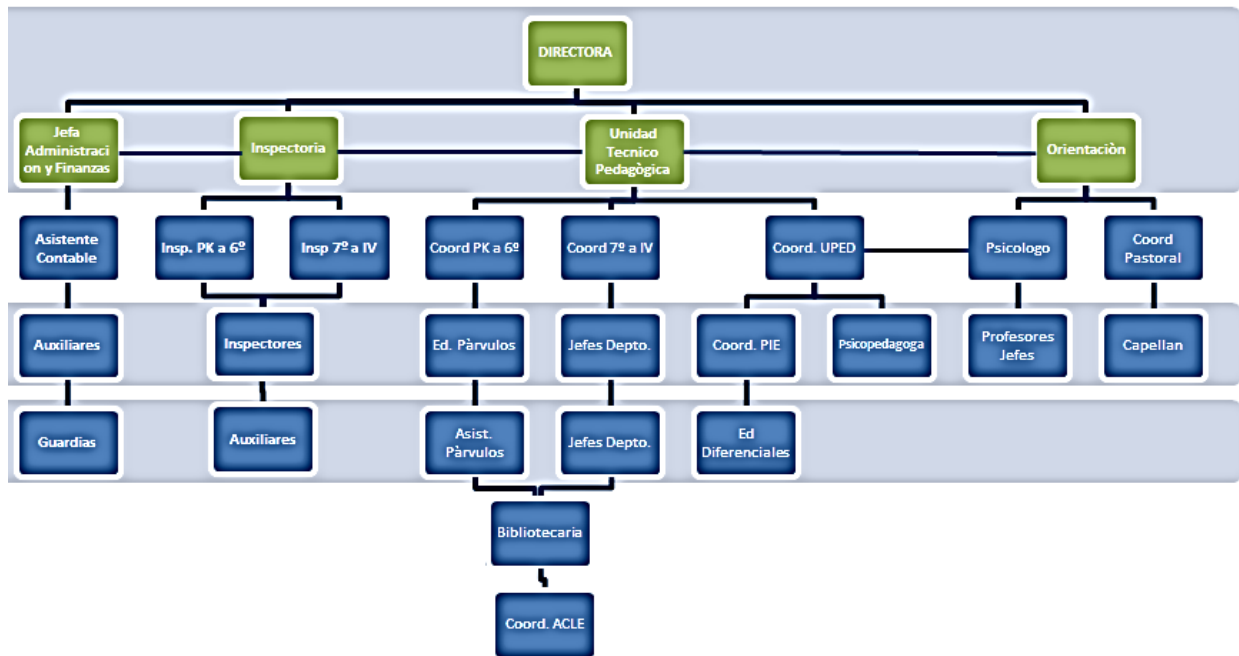 DIRECTORA
Jefa
Administraci
on y Finanzas
Inspectoria
Unidad
Tecnico
Pedagògica
Orientaciòn
Asistente
Contable
Insp. PK a 6º
Insp 7º a IV
Coord PK a 6º
Coord 7º a IV
Coord. UPED
Psicologo
Coord
Pastoral
Auxiliares
Inspectores
Ed. Pàrvulos
Jefes Depto.
Coord. PIE
Psicopedagoga
Profesores
Jefes
Capellan
Guardias
Auxiliares
Asist.
Pàrvulos
Jefes Depto.
Ed
Diferenciales
Bibliotecaria
Coord. ACLE